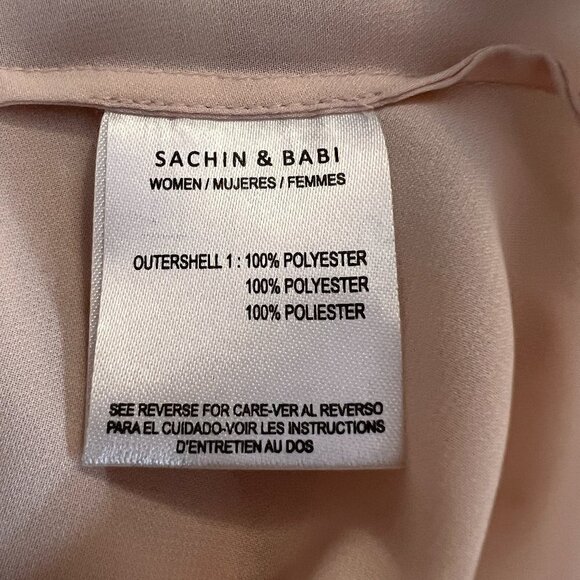 SACHIN & BABI
WOMEN / MUJERES / FEMMES
OUTERSHELL 1 : 100% POLYESTER
100% POLYESTER
100% POLIESTER
SEE REVERSE FOR CARE-VER AL REVERSO
PARA EL CUIDADO-VOIR LES INSTRUCTIONS
D'ENTRETIEN AU DOS